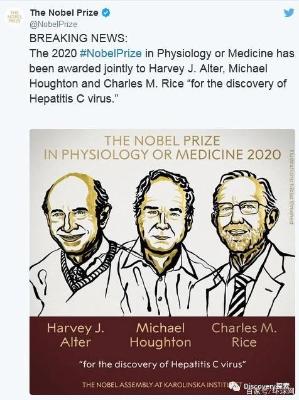 The Nobel Prize
@NobelPrize
BREAKING NEWS:
The 2020 #NobelPrize in Physiology or Medicine has
been awarded jointly to Harvey J. Alter, Michael
Houghton and Charles M. Rice “for the discovery of
Hepatitis C virus.”
THE NOBEL PRIZE
IN PHYSIOLOGY OR MEDICINE 2020
Harvey J.
Alter
Michael
Houghton
Charles M.
Rice
“for the discovery of Hepatitis C virus”
THE NOBEL ASSEMBLY AT KAROLINSKA INSTIT
Discovery探索